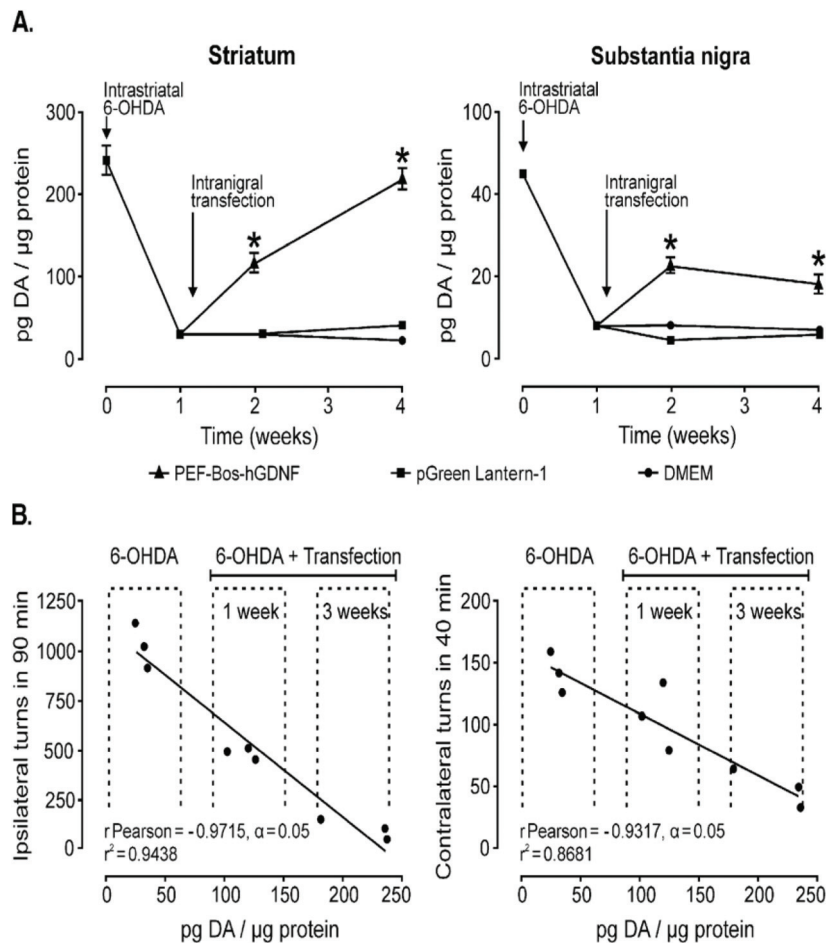 A.
Striatum
Substantia nigra
Intrastriatal
6-OHDA
Intranigral
transfection
pg DA / µg protein
300
200
100
0
0 1 2 3 4
Time (weeks)
Intrastriatal
6-OHDA
Intranigral
transfection
pg DA / µg protein
100
40
20
0
0 1 2 3 4
Time (weeks)
PEF-Bos-hGDNF
pGreen Lantern-1
DMEM
B.
6-OHDA
6-OHDA + Transfection
1 week
3 weeks
Ipsilateral turns in 90 min
1250
1000
750
500
250
0
r Pearson = - 0.9715, α = 0.05
r² = 0.9438
0 50 100 150 200 250
pg DA / µg protein
6-OHDA
6-OHDA + Transfection
1 week
3 weeks
Contralateral turns in 40 min
200
150
100
50
0
r Pearson = - 0.9317, α = 0.05
r² = 0.8681
0 50 100 150 200 250
pg DA / µg protein